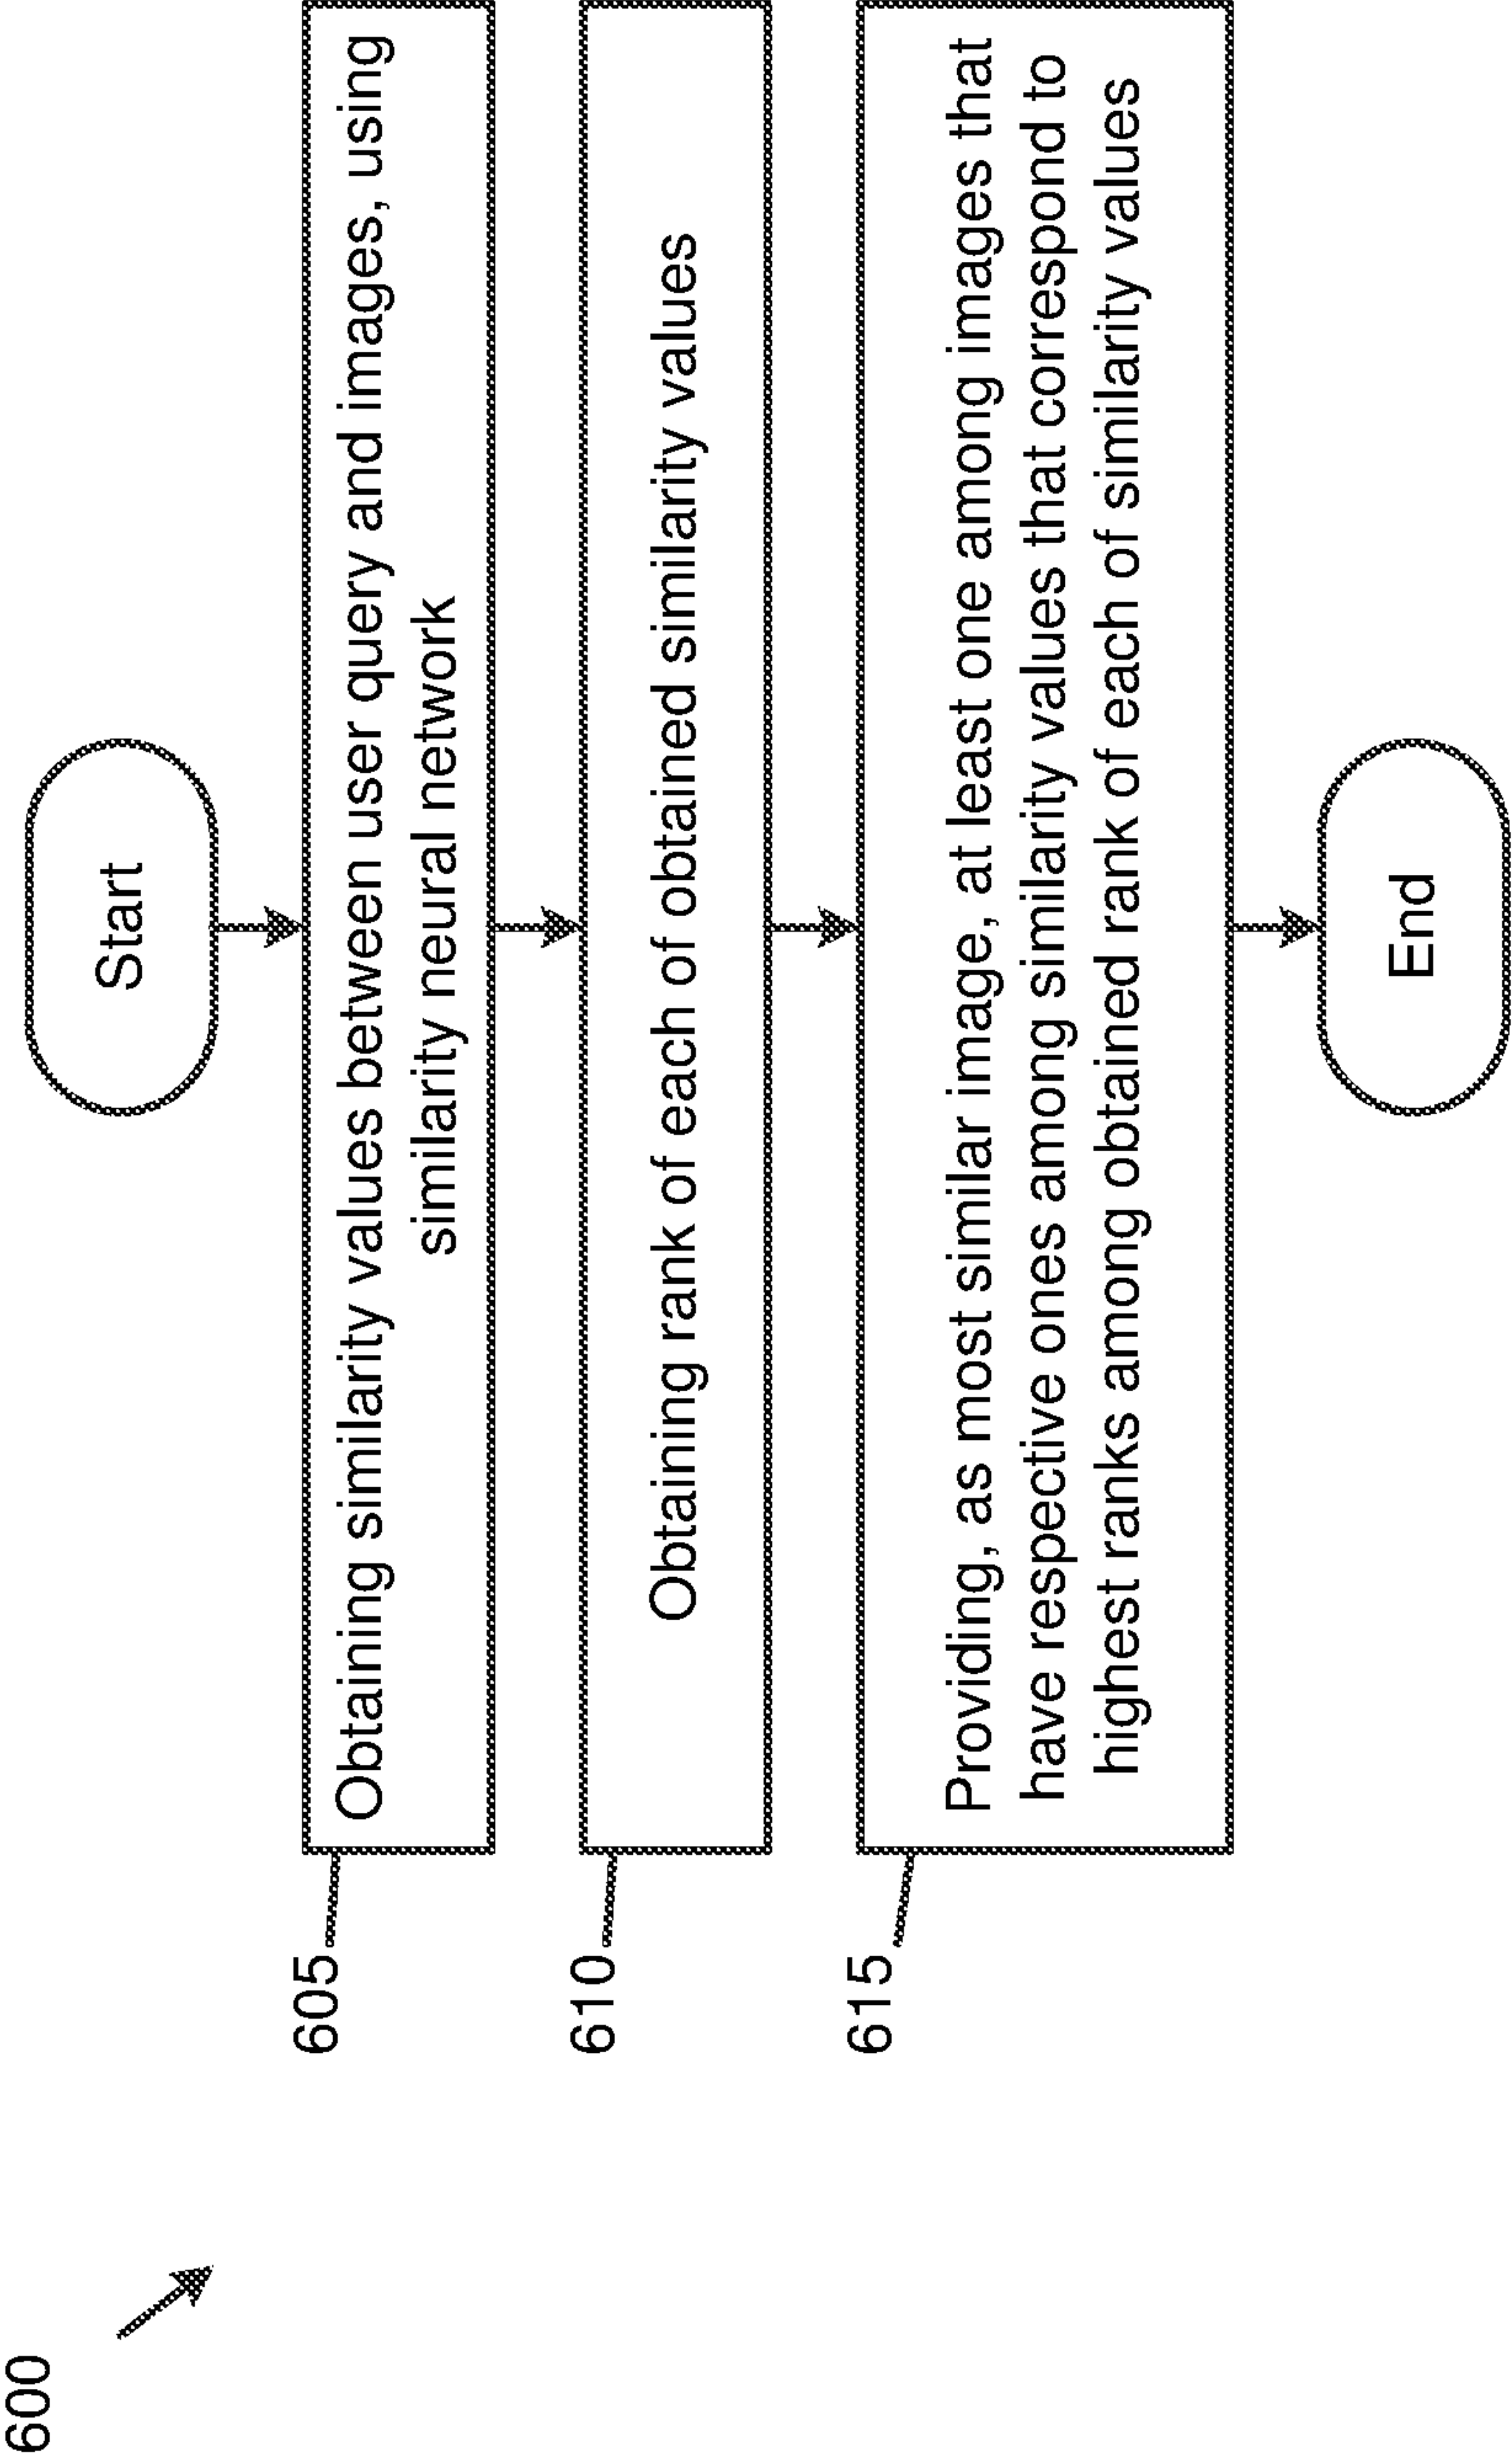 600
Start
605
Obtaining similarity values between user query and images, using
similarity neural network
610
Obtaining rank of each of obtained similarity values
615
Providing, as most similar image, at least one among images that
have respective ones among similarity values that correspond to
highest ranks among obtained rank of each of similarity values
End